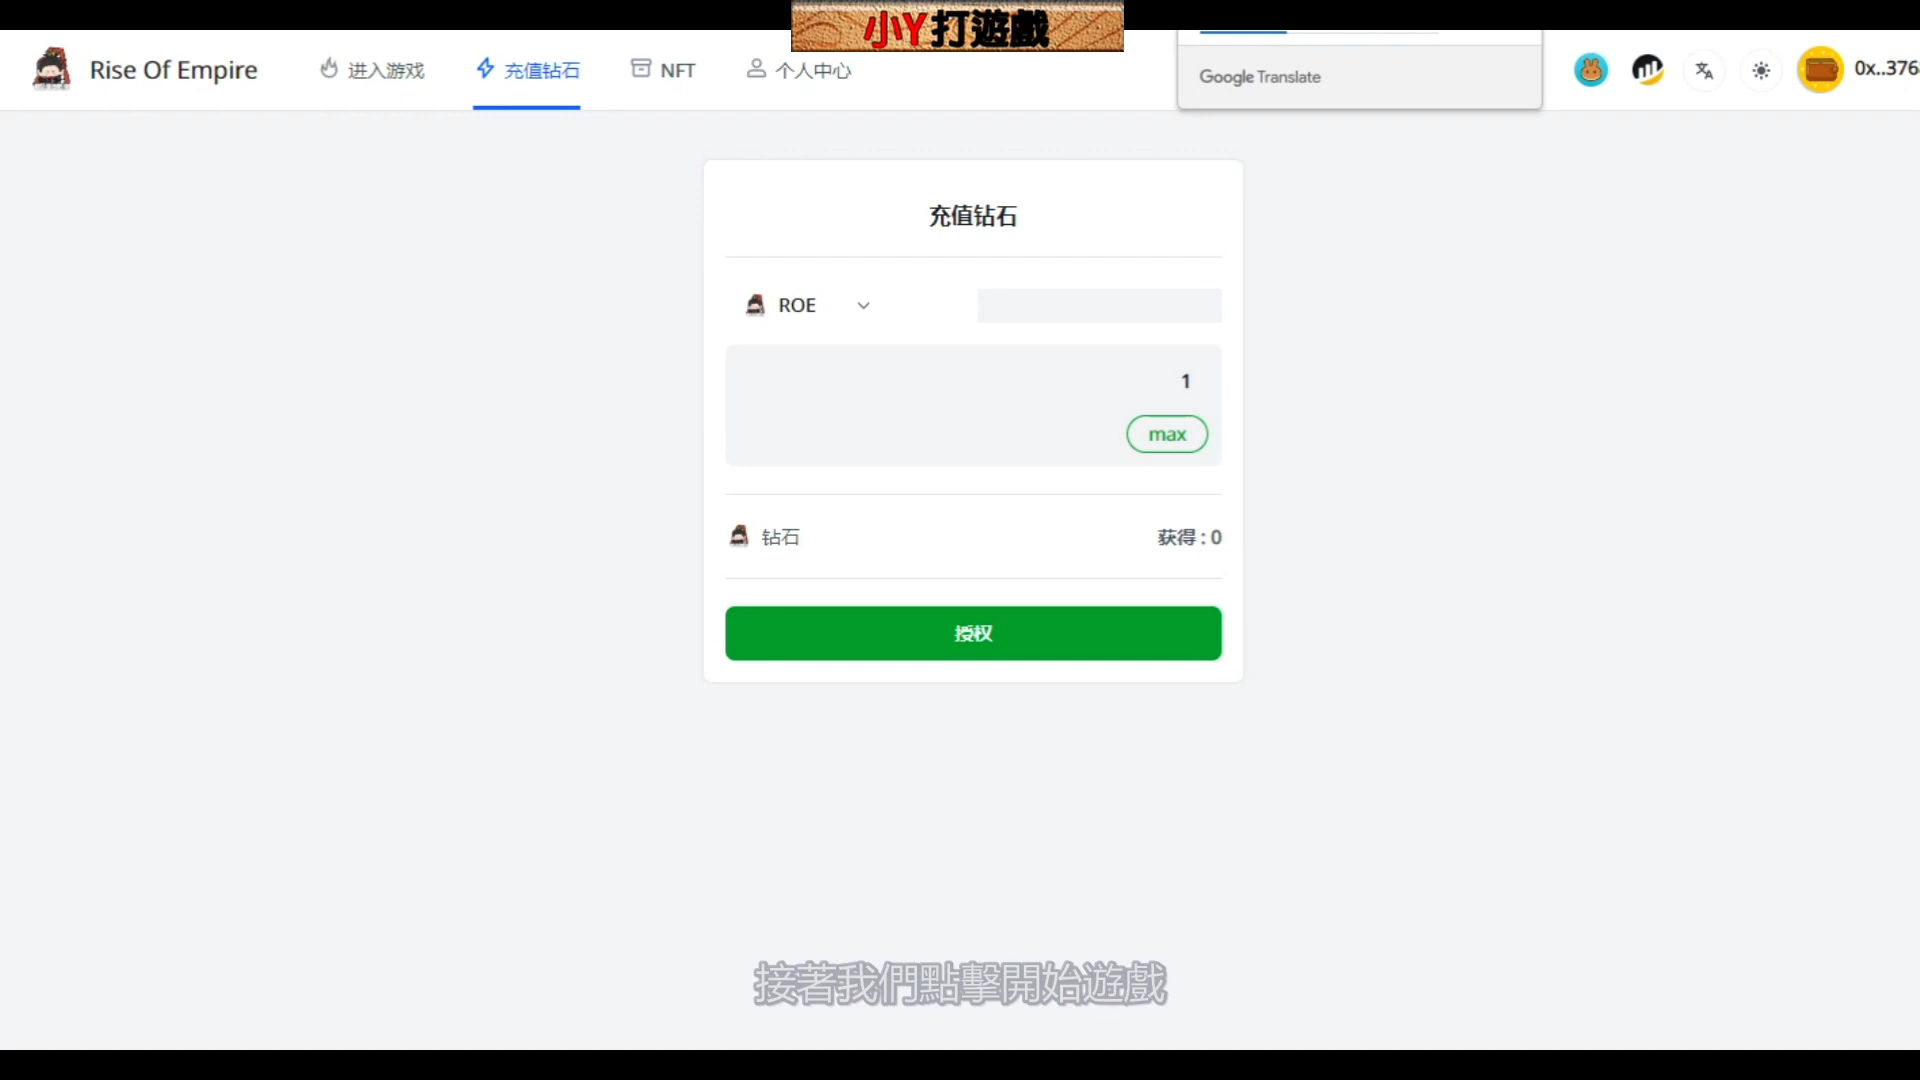 小Y打遊戲
Rise Of Empire
进入游戏
充值钻石
NFT
个人中心
Google Translate
0x..376
充值钻石
ROE
1
max
钻石
获得 : 0
授权
接著我們點擊開始遊戲